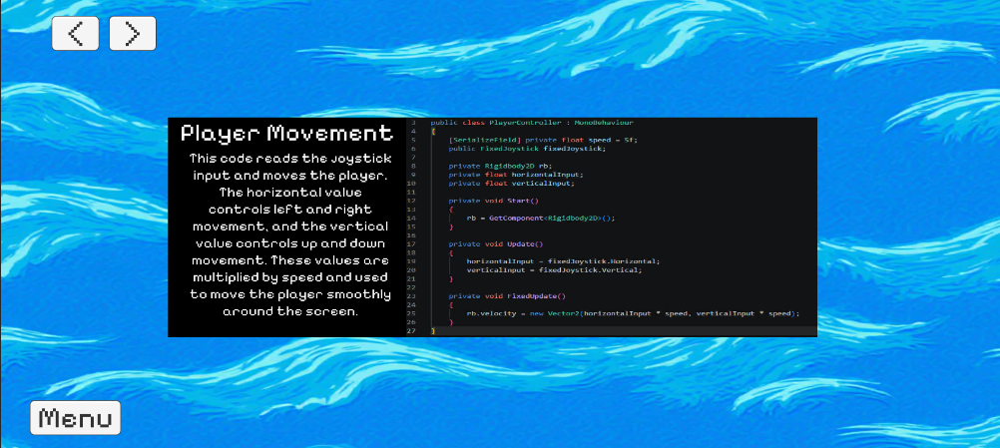 Player Movement
This code reads the joystick
input and moves the player.
The horizontal value
controls left and right
movement, and the vertical
value controls up and down
movement. These values are
multiplied by speed and used
to move the player smoothly
around the screen.
3 public class PlayerController : MonoBehaviour
4 {
5 [SerializeField] private float speed = 5f;
6 public FixedJoystick fixedJoystick;
7
8 private Rigidbody2D rb;
9 private float horizontalInput;
10 private float verticalInput;
11
12 private void Start()
13 {
14 rb = GetComponent<Rigidbody2D>();
15 }
16
17 private void Update()
18 {
19 horizontalInput = fixedJoystick.Horizontal;
20 verticalInput = fixedJoystick.Vertical;
21 }
22
23 private void FixedUpdate()
24 {
25 rb.velocity = new Vector2(horizontalInput * speed, verticalInput * speed);
26 }
27 }
Menu